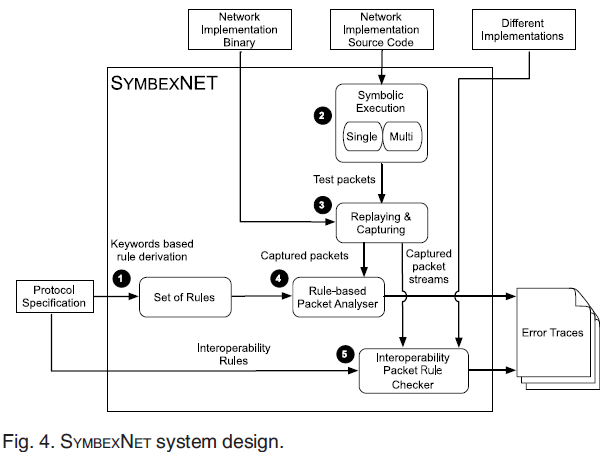 Network
Implementation
Binary
Network
Implementation
Source Code
Different
Implementations
SYMBEXNET
Symbolic
Execution
2
Single
Multi
Test packets
3
Replaying &
Capturing
Keywords based
rule derivation
Captured packets
Captured
packet
streams
1
4
Protocol
Specification
Set of Rules
Rule-based
Packet Analyser
Error Traces
Interoperability
Rules
5
Interoperability
Packet Rule
Checker
Fig. 4. SYMBEXNET system design.